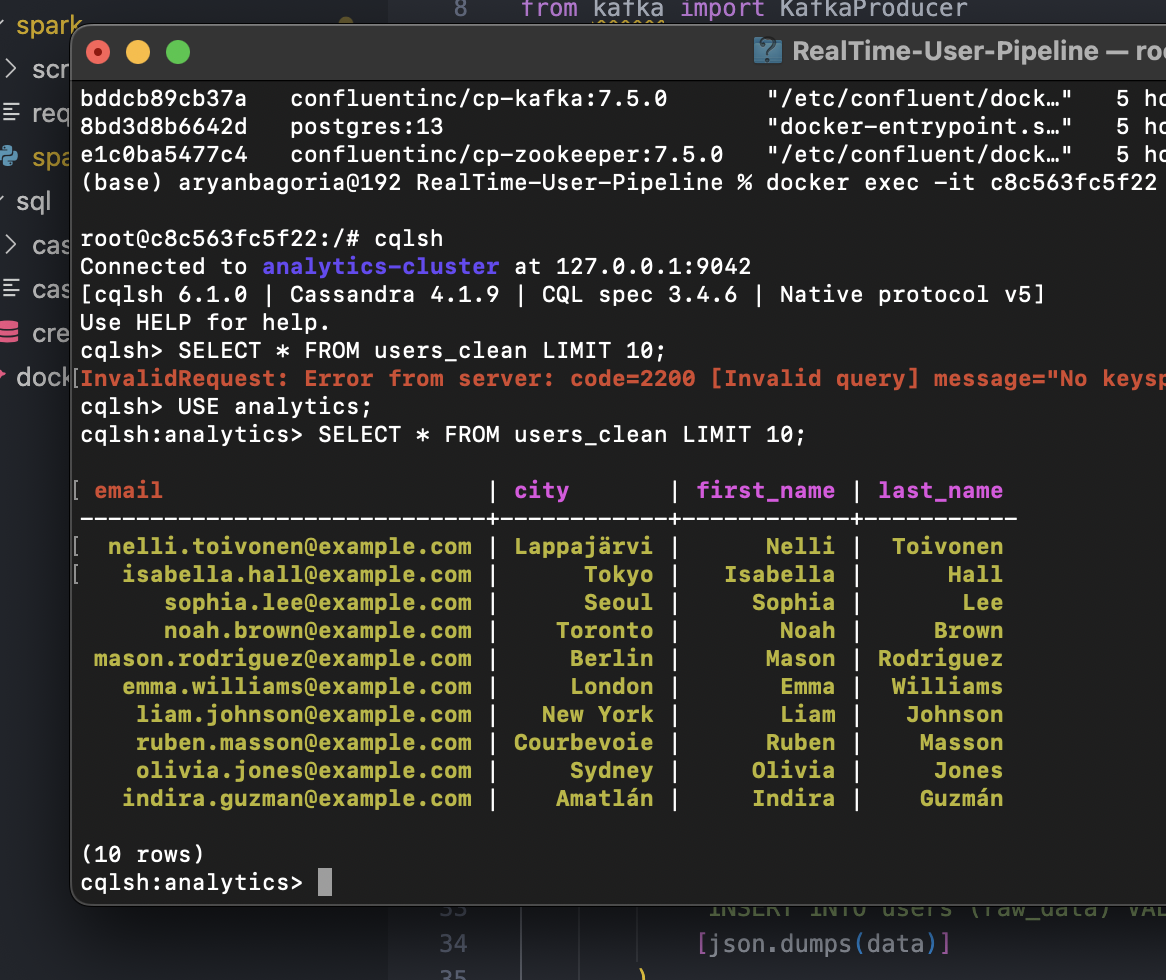 spark
8 from kafka import KafkaProducer
RealTime-User-Pipeline — roo
scr
req
spa
sql
cas
cas
cre
dock
bddcb89cb37a confluentinc/cp-kafka:7.5.0 "/etc/confluent/dock…" 5 ho
8bd3d8b6642d postgres:13 "docker-entrypoint.s…" 5 ho
e1c0ba5477c4 confluentinc/cp-zookeeper:7.5.0 "/etc/confluent/dock…" 5 ho
(base) aryanbagoria@192 RealTime-User-Pipeline % docker exec -it c8c563fc5f22
root@c8c563fc5f22:/# cqlsh
Connected to analytics-cluster at 127.0.0.1:9042
[cqlsh 6.1.0 | Cassandra 4.1.9 | CQL spec 3.4.6 | Native protocol v5]
Use HELP for help.
cqlsh> SELECT * FROM users_clean LIMIT 10;
[InvalidRequest: Error from server: code=2200 [Invalid query] message="No keysp
cqlsh> USE analytics;
cqlsh:analytics> SELECT * FROM users_clean LIMIT 10;
[ email | city | first_name | last_name
-----------------------------+------------+------------+-----------
[ nelli.toivonen@example.com | Lappajärvi | Nelli | Toivonen
[ isabella.hall@example.com | Tokyo | Isabella | Hall
sophia.lee@example.com | Seoul | Sophia | Lee
noah.brown@example.com | Toronto | Noah | Brown
mason.rodriguez@example.com | Berlin | Mason | Rodriguez
emma.williams@example.com | London | Emma | Williams
liam.johnson@example.com | New York | Liam | Johnson
ruben.masson@example.com | Courbevoie | Ruben | Masson
olivia.jones@example.com | Sydney | Olivia | Jones
indira.guzman@example.com | Amatlán | Indira | Guzmán
(10 rows)
cqlsh:analytics>
33 INSERT INTO users (raw_data) VAL
34 [json.dumps(data)]
35 )